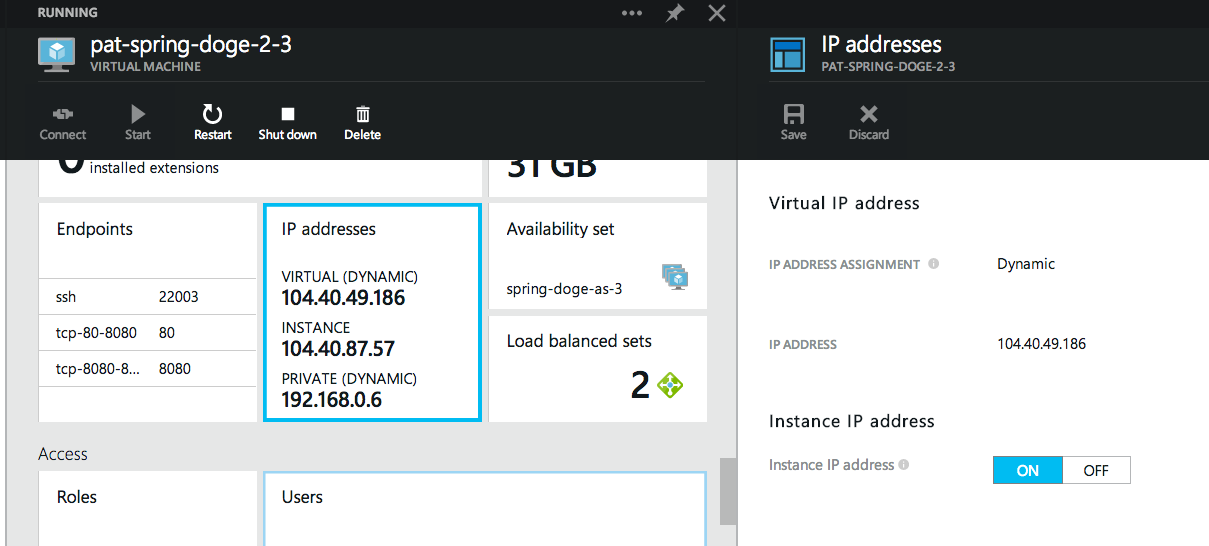 RUNNING
pat-spring-doge-2-3
VIRTUAL MACHINE
Connect
Start
Restart
Shut down
Delete
0 installed extensions
31 GB
Endpoints
ssh 22003
tcp-80-8080 80
tcp-8080-8... 8080
IP addresses
VIRTUAL (DYNAMIC)
104.40.49.186
INSTANCE
104.40.87.57
PRIVATE (DYNAMIC)
192.168.0.6
Availability set
spring-doge-as-3
Load balanced sets
2
Access
Roles
Users
IP addresses
PAT-SPRING-DOGE-2-3
Save
Discard
Virtual IP address
IP ADDRESS ASSIGNMENT Dynamic
IP ADDRESS 104.40.49.186
Instance IP address
Instance IP address ON OFF